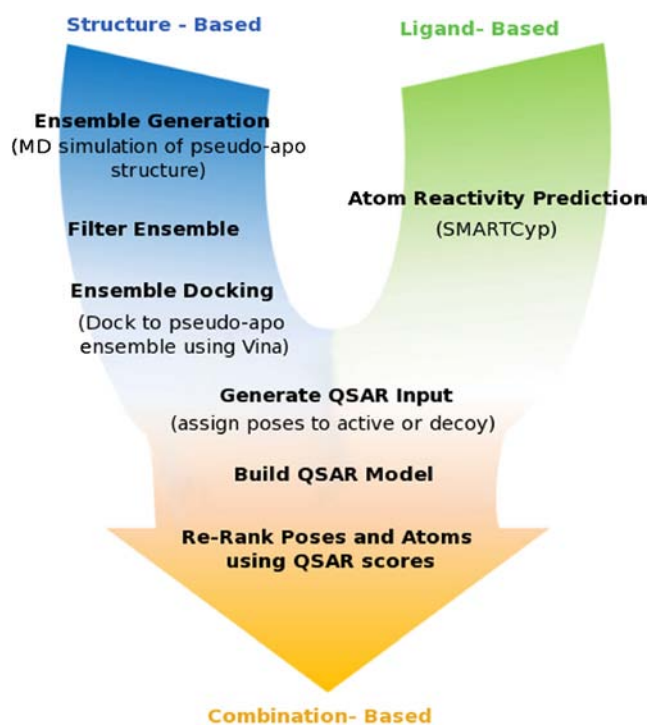 Structure - Based
Ligand- Based
Ensemble Generation
(MD simulation of pseudo-apo
structure)
Atom Reactivity Prediction
(SMARTCyp)
Filter Ensemble
Ensemble Docking
(Dock to pseudo-apo
ensemble using Vina)
Generate QSAR Input
(assign poses to active or decoy)
Build QSAR Model
Re-Rank Poses and Atoms
using QSAR scores
Combination- Based